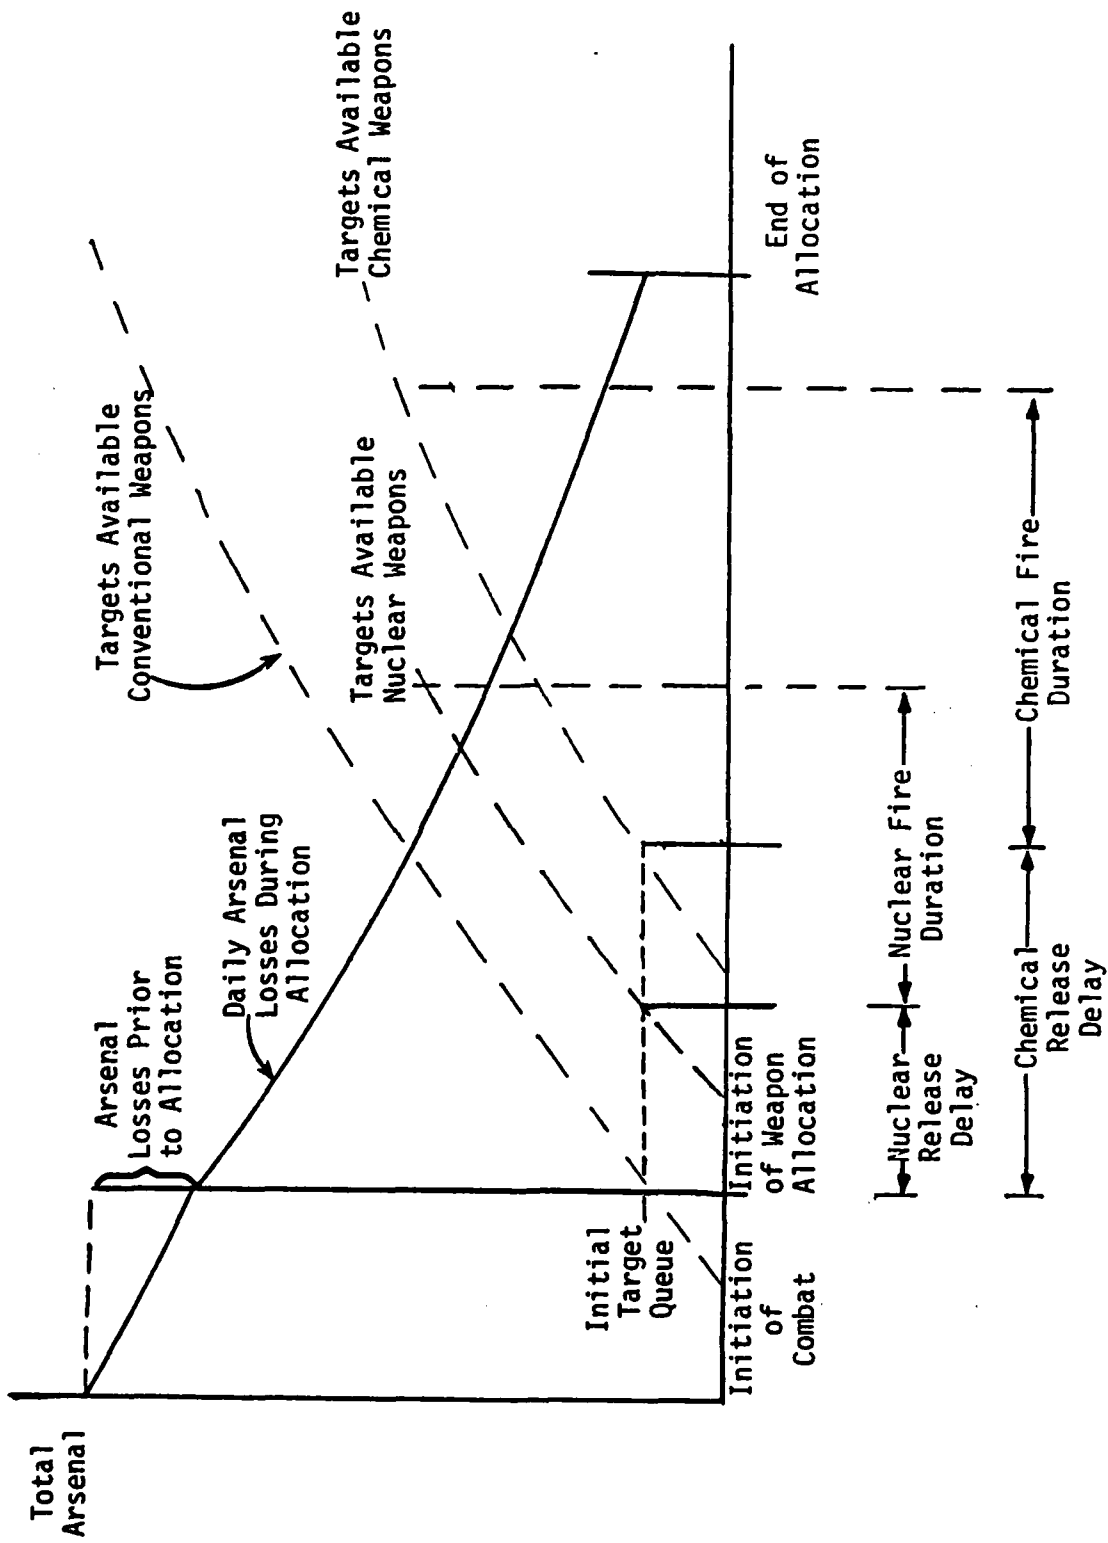 Total
Arsenal
Arsenal
Losses Prior
to Allocation
Daily Arsenal
Losses During
Allocation
Targets Available
Conventional Weapons
Targets Available
Nuclear Weapons
Targets Available
Chemical Weapons
Initial
Target
Queue
Initiation
of
Combat
Initiation
of Weapon
Allocation
End of
Allocation
Nuclear
Release
Delay
Nuclear Fire
Duration
Chemical
Release
Delay
Chemical Fire
Duration